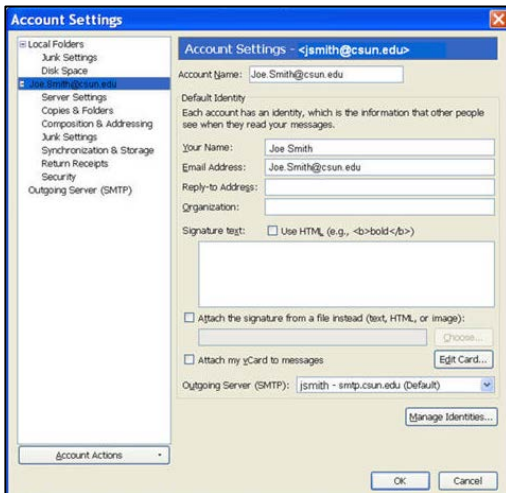 Account Settings
Local Folders
Junk Settings
Disk Space
Joe.Smith@csun.edu
Server Settings
Copies & Folders
Composition & Addressing
Junk Settings
Synchronization & Storage
Return Receipts
Security
Outgoing Server (SMTP)
Account Actions
Account Settings - <jsmith@csun.edu>
Account Name: Joe.Smith@csun.edu
Default Identity
Each account has an identity, which is the information that other people
see when they read your messages.
Your Name: Joe Smith
Email Address: Joe.Smith@csun.edu
Reply-to Address:
Organization:
Signature text: Use HTML (e.g., <b>bold</b>)
Attach the signature from a file instead (text, HTML, or image):
Choose...
Attach my vCard to messages Edit Card...
Outgoing Server (SMTP): jsmith - smtp.csun.edu (Default)
Manage Identities...
OK Cancel